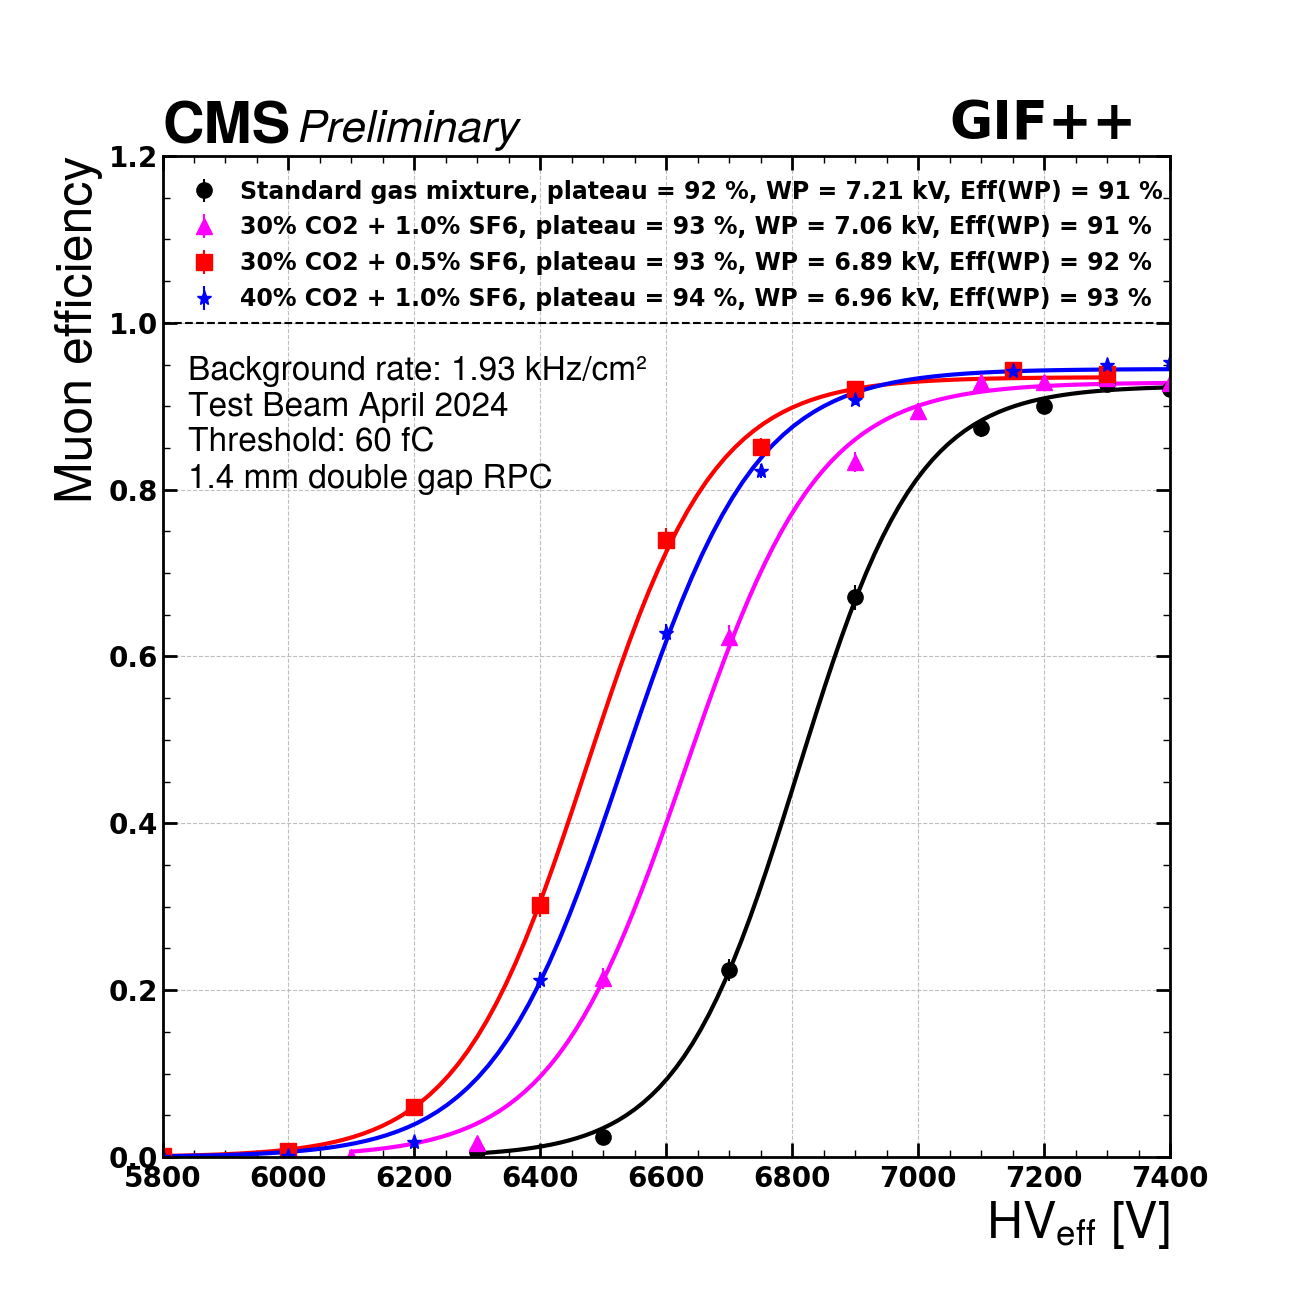 CMS Preliminary GIF++
Muon efficiency
1.2
1.0
0.8
0.6
0.4
0.2
0.0
Standard gas mixture, plateau = 92 %, WP = 7.21 kV, Eff(WP) = 91 %
30% CO2 + 1.0% SF6, plateau = 93 %, WP = 7.06 kV, Eff(WP) = 91 %
30% CO2 + 0.5% SF6, plateau = 93 %, WP = 6.89 kV, Eff(WP) = 92 %
40% CO2 + 1.0% SF6, plateau = 94 %, WP = 6.96 kV, Eff(WP) = 93 %
Background rate: 1.93 kHz/cm²
Test Beam April 2024
Threshold: 60 fC
1.4 mm double gap RPC
5800 6000 6200 6400 6600 6800 7000 7200 7400
HVeff [V]